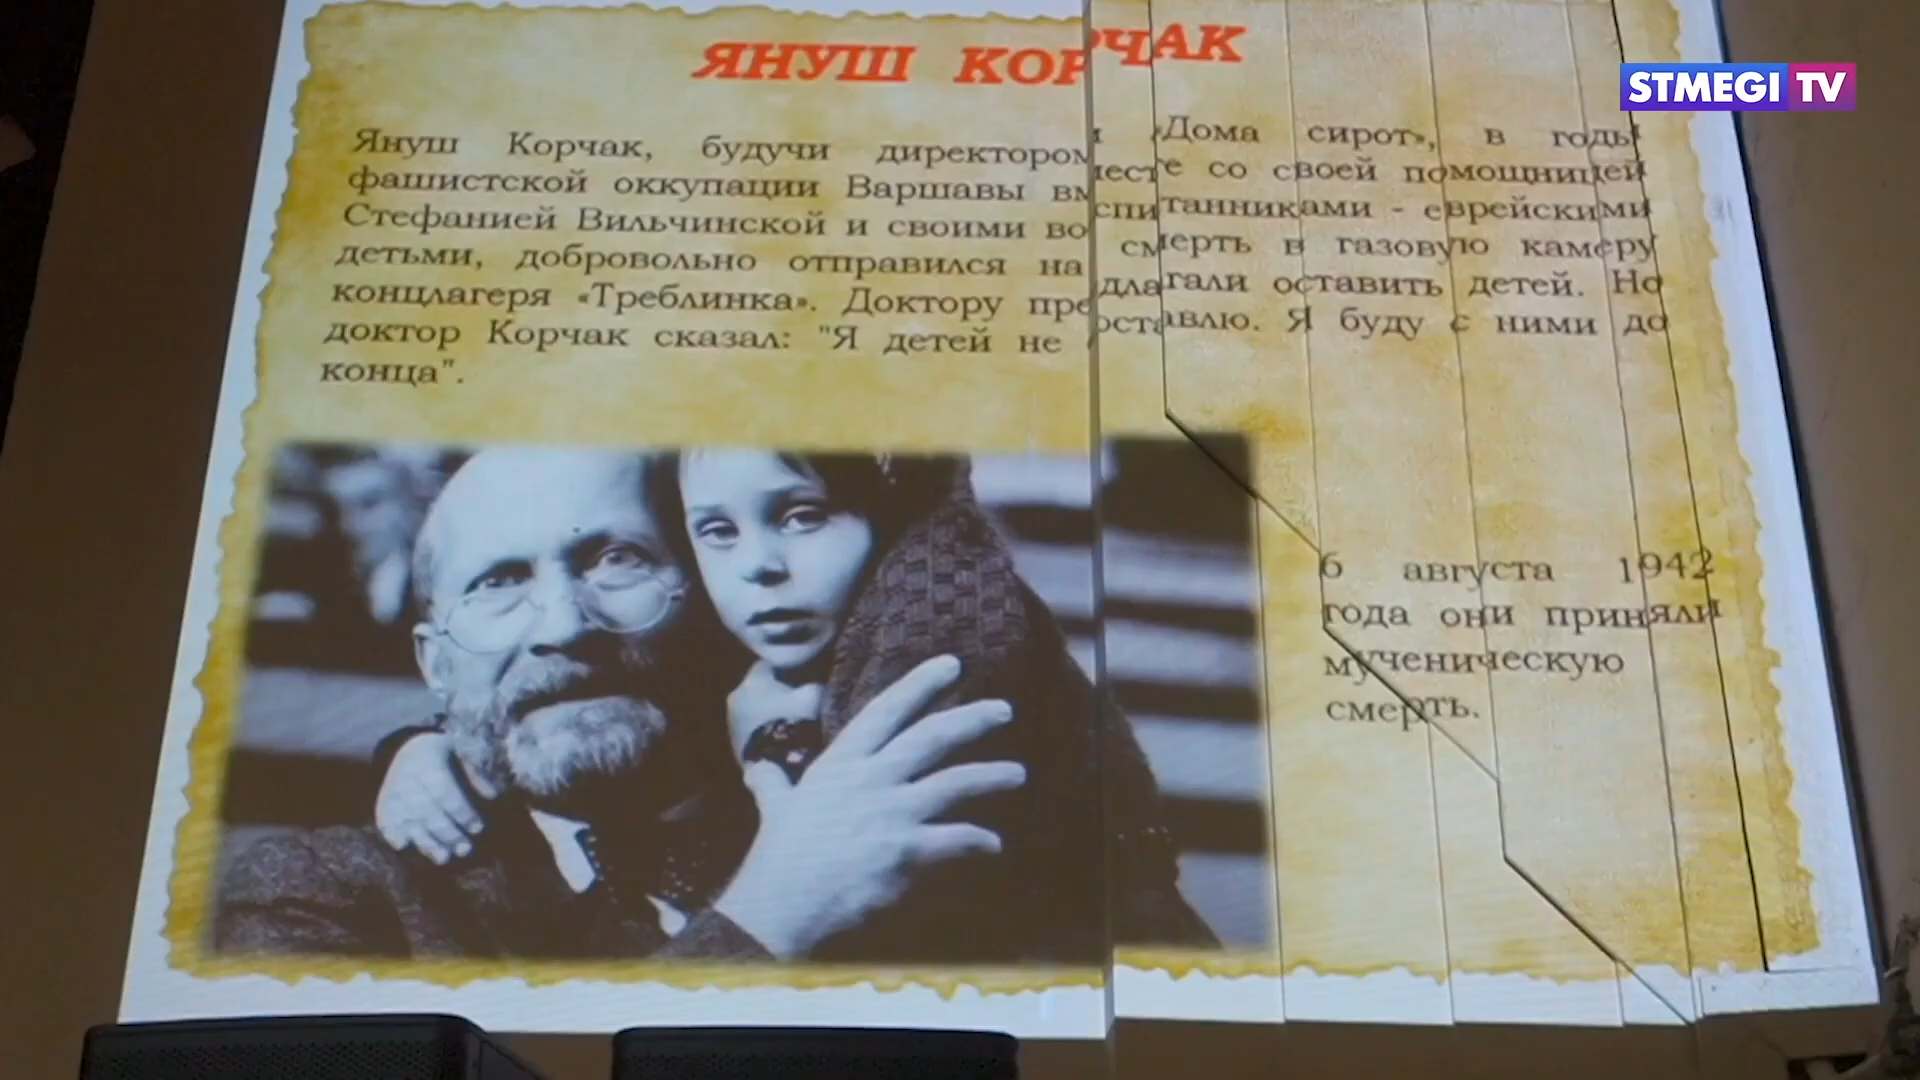 ЯНУШ КОРЧАК
STMEGI TV
Януш Корчак, будучи директором «Дома сирот», в годы
фашистской оккупации Варшавы вместе со своей помощницей
Стефанией Вильчинской и своими воспитанниками - еврейскими
детьми, добровольно отправился на смерть в газовую камеру
концлагеря «Треблинка». Доктору предлагали оставить детей. Но
доктор Корчак сказал: "Я детей не оставлю. Я буду с ними до
конца".
6 августа 1942
года они приняли
мученическую
смерть.